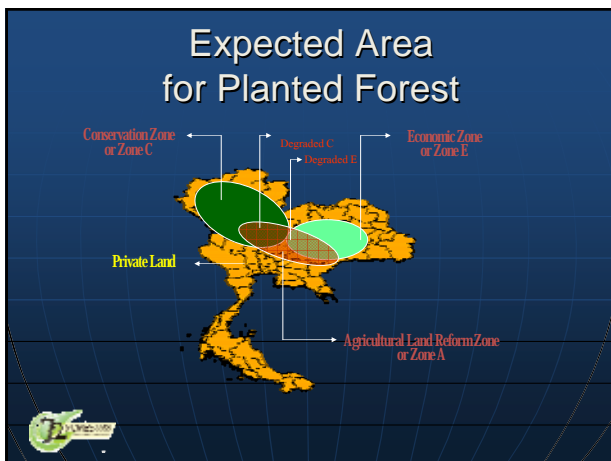 Expected Area
for Planted Forest
Conservation Zone
or Zone C
Degraded C
Degraded E
Economic Zone
or Zone E
Private Land
Agricultural Land Reform Zone
or Zone A